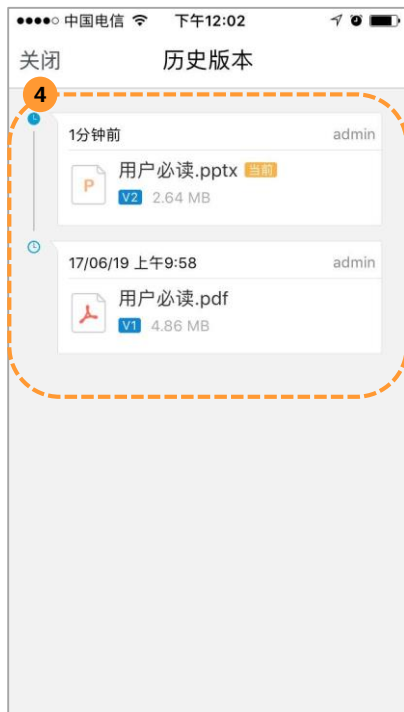 中国电信 下午12:02
关闭 历史版本
4
1分钟前 admin
P
用户必读.pptx 当前
V2 2.64 MB
17/06/19 上午9:58 admin
用户必读.pdf
V1 4.86 MB